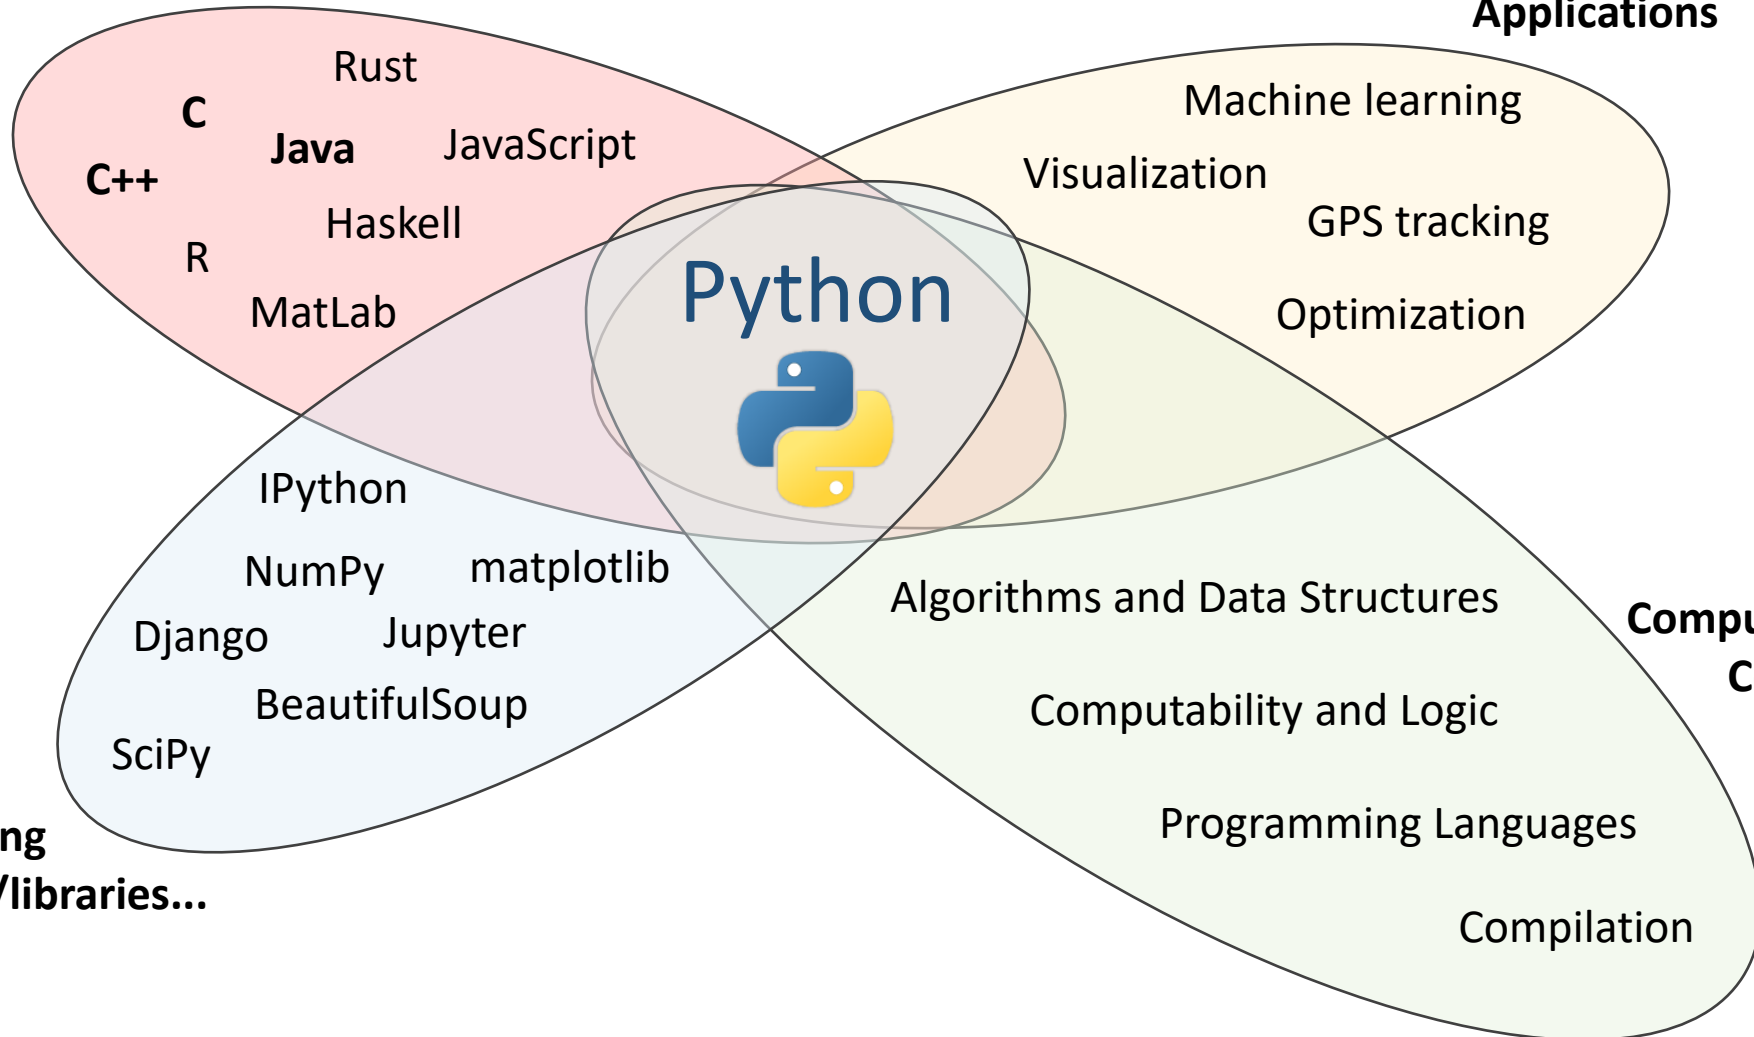 Applications
Rust
C
Java
JavaScript
C++
Haskell
R
MatLab
Machine learning
Visualization
GPS tracking
Optimization
Python
IPython
NumPy
matplotlib
Django
Jupyter
BeautifulSoup
SciPy
/libraries...
Algorithms and Data Structures
Computability and Logic
Programming Languages
Compilation